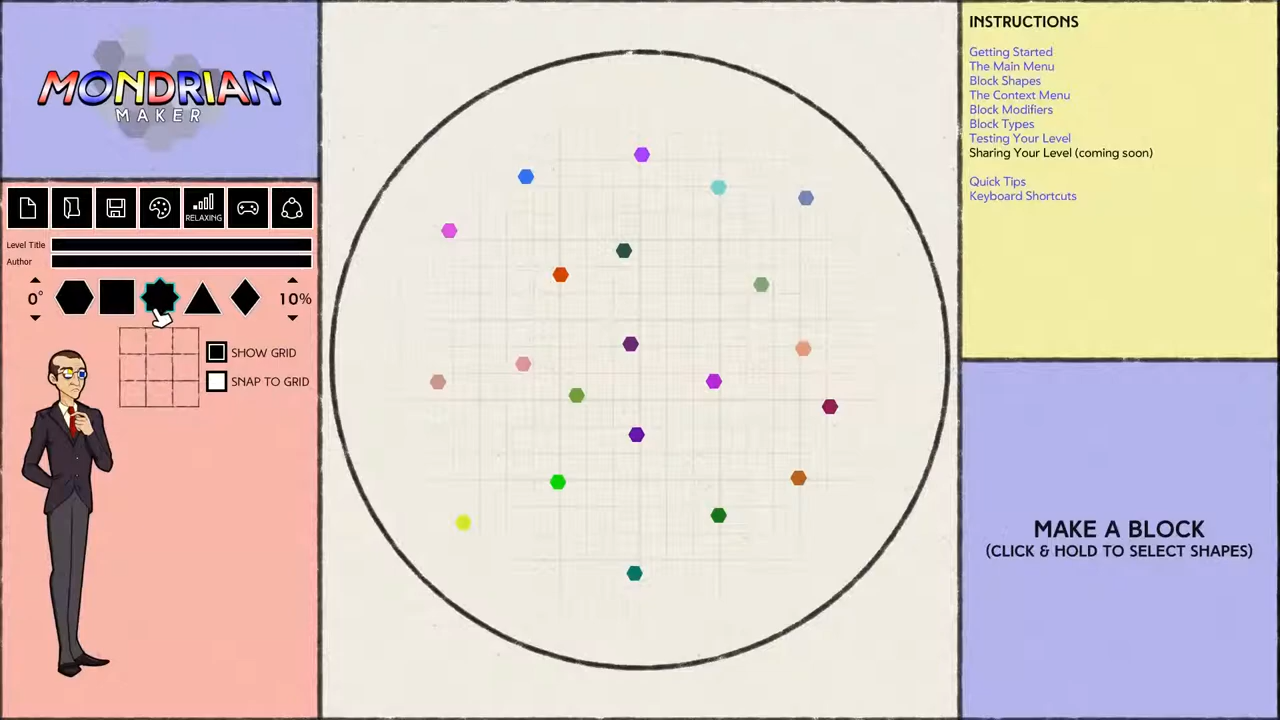 MONDRIAN
MAKER
RELAXING
Level Title
Author
0°
10%
SHOW GRID
SNAP TO GRID
INSTRUCTIONS
Getting Started
The Main Menu
Block Shapes
The Context Menu
Block Modifiers
Block Types
Testing Your Level
Sharing Your Level (coming soon)
Quick Tips
Keyboard Shortcuts
MAKE A BLOCK
(CLICK & HOLD TO SELECT SHAPES)